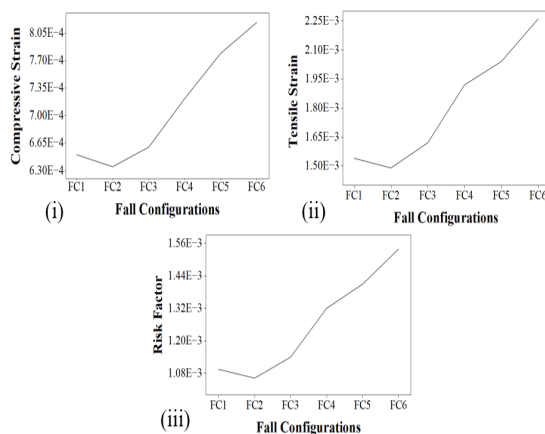 Compressive Strain
8.05E−4
7.70E−4
7.35E−4
7.00E−4
6.65E−4
6.30E−4
FC1 FC2 FC3 FC4 FC5 FC6
Fall Configurations
(i)
Tensile Strain
2.25E−3
2.10E−3
1.95E−3
1.80E−3
1.65E−3
1.50E−3
FC1 FC2 FC3 FC4 FC5 FC6
Fall Configurations
(ii)
Risk Factor
1.56E−3
1.44E−3
1.32E−3
1.20E−3
1.08E−3
FC1 FC2 FC3 FC4 FC5 FC6
Fall Configurations
(iii)